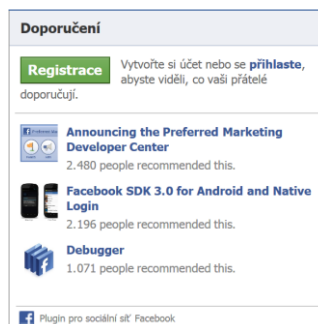 Doporučení
Registrace
Vytvořte si účet nebo se přihlaste,
abyste viděli, co vaši přátelé
doporučují.
Announcing the Preferred Marketing
Developer Center
2.480 people recommended this.
Facebook SDK 3.0 for Android and Native
Login
2.196 people recommended this.
Debugger
1.071 people recommended this.
Plugin pro sociální síť Facebook